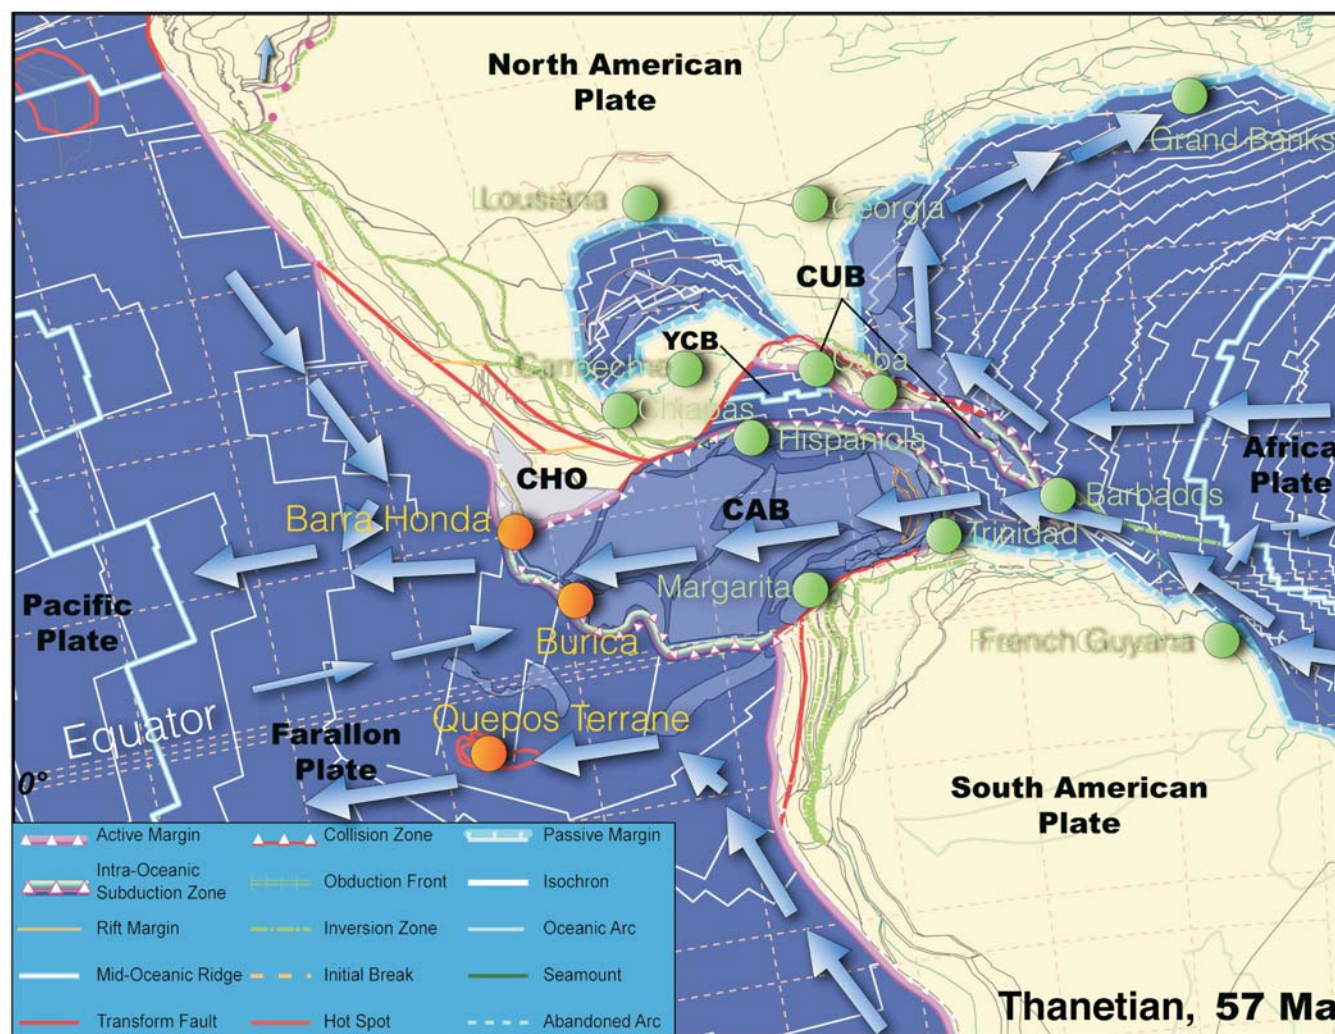 North American
Plate
Grand Banks
Lousiana
Georgia
CUB
YCB
Cuba
Campeche
Chiapas
Hispaniola
Africa
Plate
CHO
CAB
Barbados
Barra Honda
Trinidad
Margarita
Pacific
Plate
Burica
French Guyana
Quepos Terrane
Equator
Farallon
Plate
0°
South American
Plate
Active Margin
Collision Zone
Passive Margin
Intra-Oceanic
Subduction Zone
Obduction Front
Isochron
Rift Margin
Inversion Zone
Oceanic Arc
Mid-Oceanic Ridge
Initial Break
Seamount
Transform Fault
Hot Spot
Abandoned Arc
Thanetian, 57 Ma